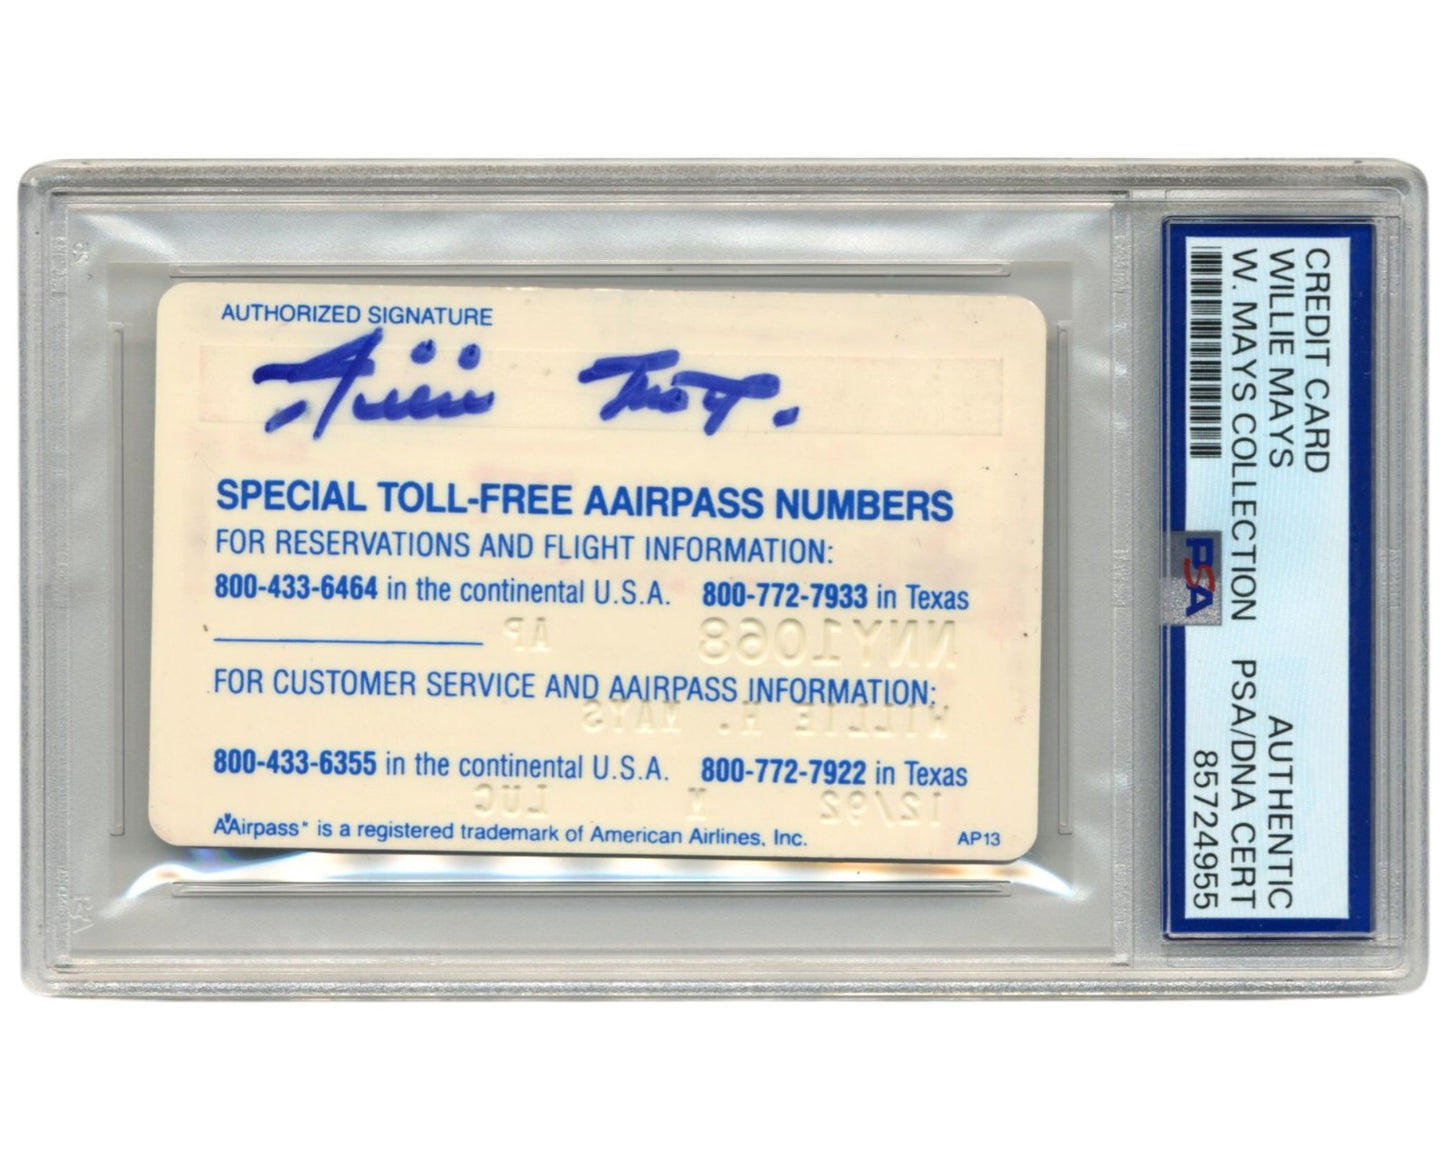 AUTHORIZED SIGNATURE
SPECIAL TOLL-FREE AAIRPASS NUMBERS
FOR RESERVATIONS AND FLIGHT INFORMATION:
800-433-6464 in the continental U.S.A. 800-772-7933 in Texas
NNY1068 AP
FOR CUSTOMER SERVICE AND AAIRPASS INFORMATION:
WILLIE H. MAYS
800-433-6355 in the continental U.S.A. 800-772-7922 in Texas
12/92 LUC
AAirpass® is a registered trademark of American Airlines, Inc. AP13
CREDIT CARD
WILLIE MAYS AUTHENTIC
W. MAYS COLLECTION PSA/DNA CERT
85724955
PSA